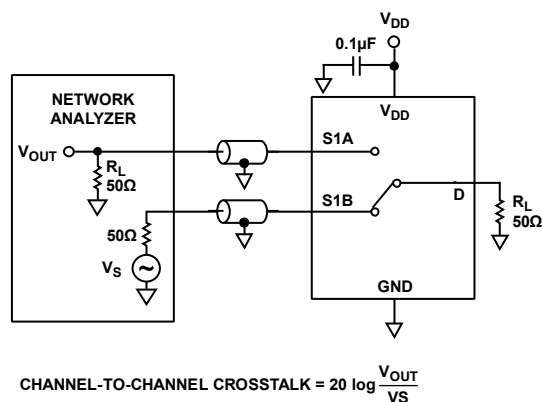 VDD
0.1µF
NETWORK
ANALYZER
VDD
VOUT
RL
50Ω
S1A
50Ω
S1B
D
RL
50Ω
VS
GND
CHANNEL-TO-CHANNEL CROSSTALK = 20 log VOUT
VS